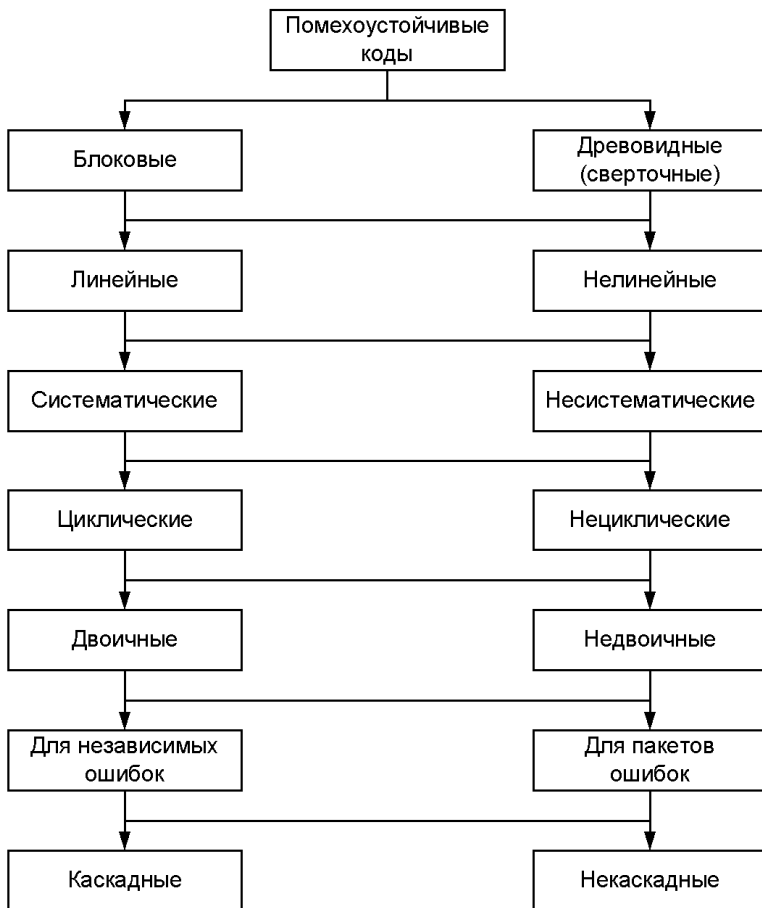 Помехоустойчивые
коды
Блоковые
Древовидные
(сверточные)
Линейные
Нелинейные
Систематические
Несистематические
Циклические
Нециклические
Двоичные
Недвоичные
Для независимых
ошибок
Для пакетов
ошибок
Каскадные
Некаскадные